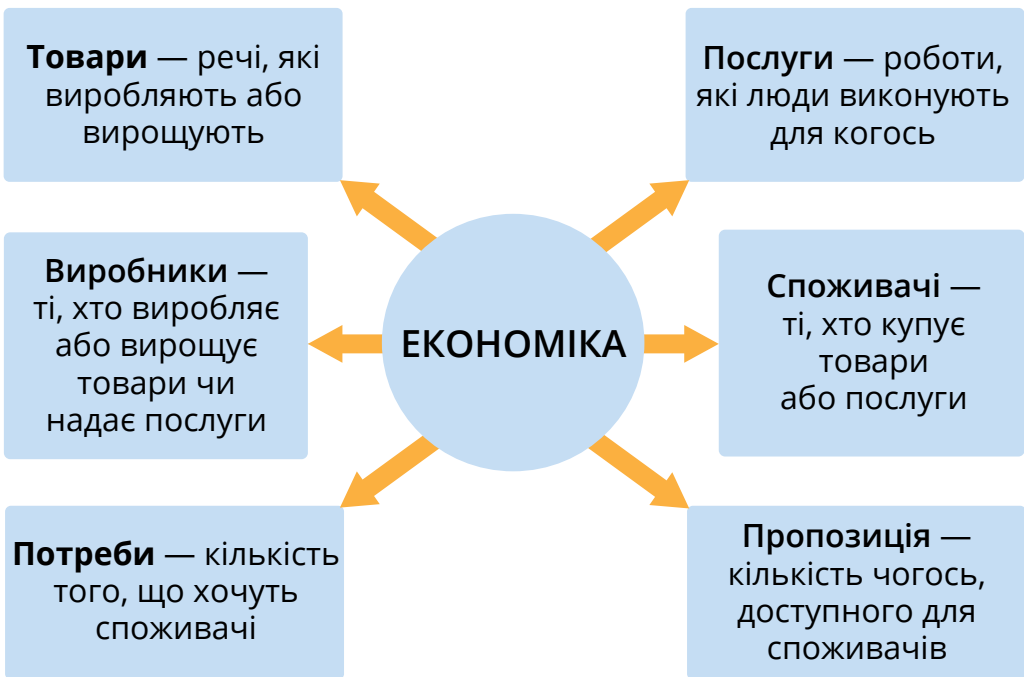 Товари — речі, які
виробляють або
вирощують
Послуги — роботи,
які люди виконують
для когось
Виробники —
ті, хто виробляє
або вирощує
товари чи
надає послуги
ЕКОНОМІКА
Споживачі —
ті, хто купує
товари
або послуги
Потреби — кількість
того, що хочуть
споживачі
Пропозиція —
кількість чогось,
доступного для
споживачів